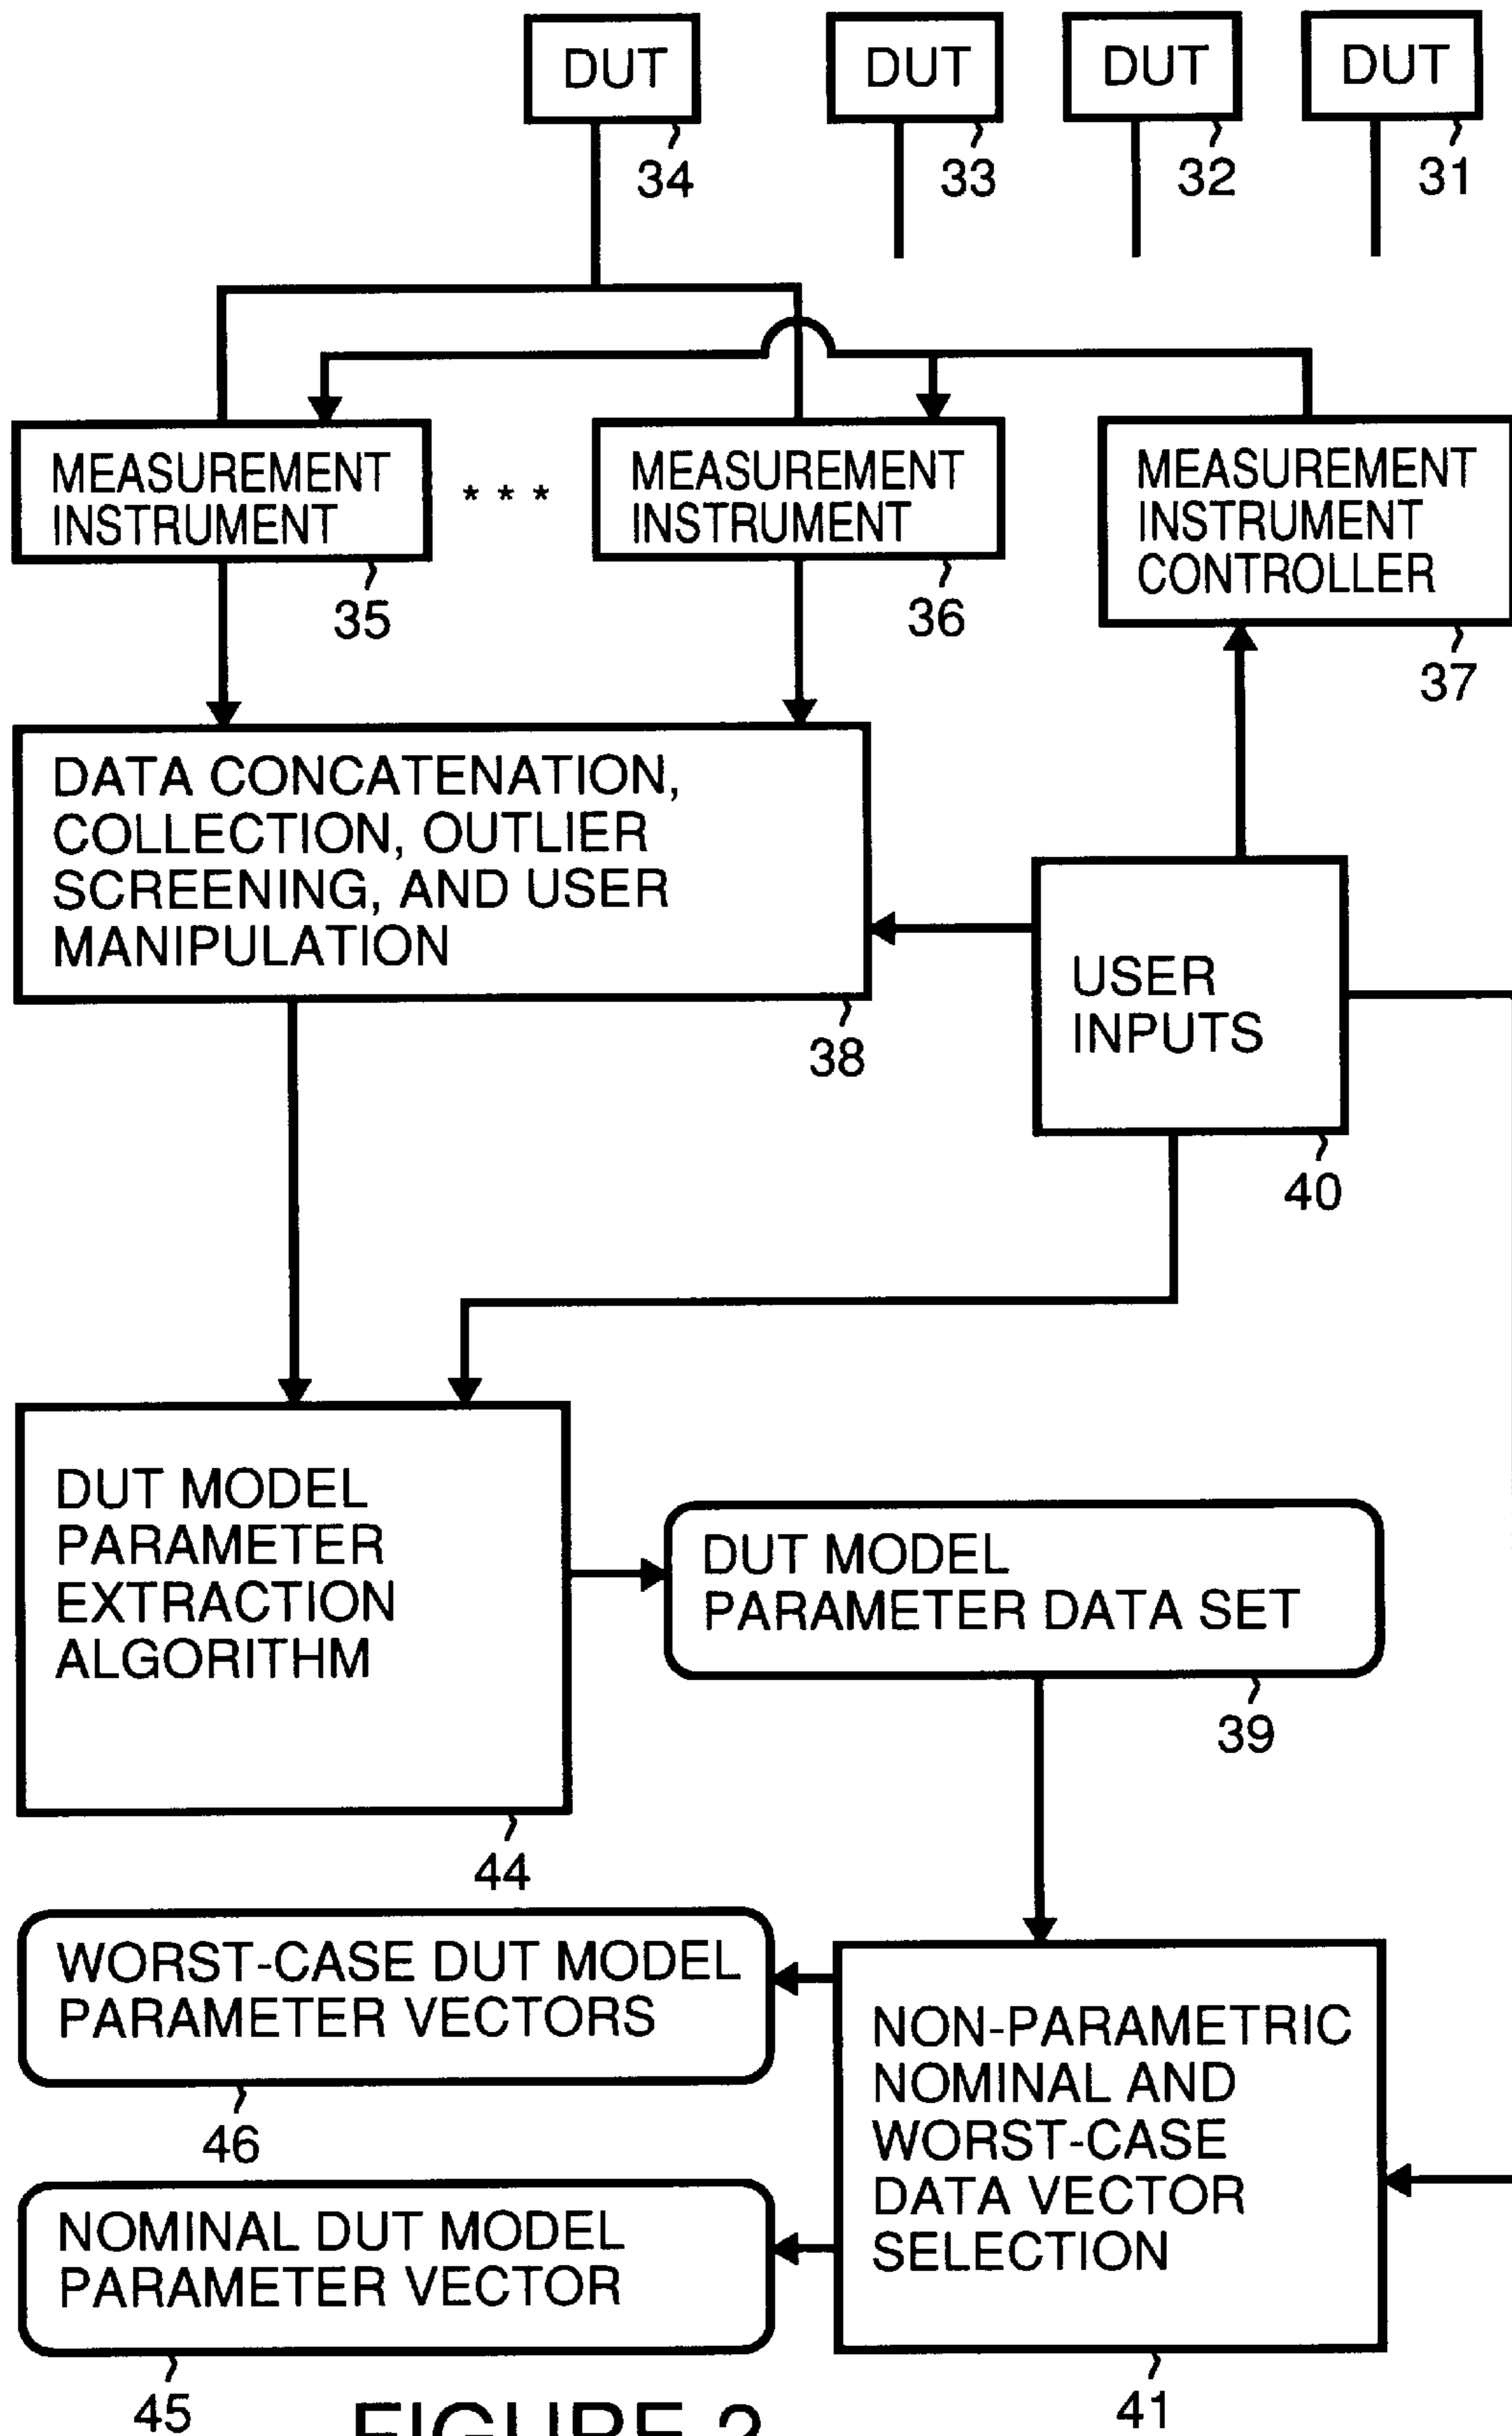 DUT
DUT
DUT
DUT
34
33
32
31
MEASUREMENT
INSTRUMENT
* * *
MEASUREMENT
INSTRUMENT
MEASUREMENT
INSTRUMENT
CONTROLLER
35
36
37
DATA CONCATENATION,
COLLECTION, OUTLIER
SCREENING, AND USER
MANIPULATION
38
USER
INPUTS
40
DUT MODEL
PARAMETER
EXTRACTION
ALGORITHM
44
DUT MODEL
PARAMETER DATA SET
39
WORST-CASE DUT MODEL
PARAMETER VECTORS
46
NON-PARAMETRIC
NOMINAL AND
WORST-CASE
DATA VECTOR
SELECTION
41
NOMINAL DUT MODEL
PARAMETER VECTOR
45
FIGURE 2